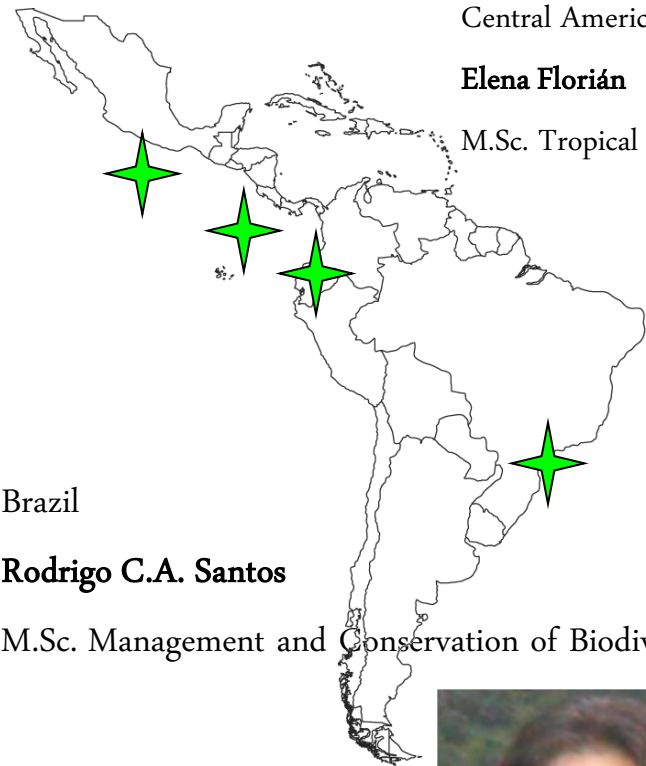 Central Americ
Elena Florián
M.Sc. Tropical
Brazil
Rodrigo C.A. Santos
M.Sc. Management and Conservation of Biodiv